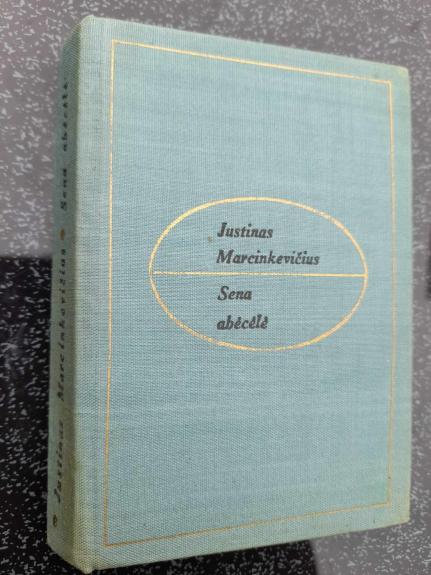 Justinas
Marcinkevičius
Sena
abėcėlė
Justinas Marcinkevičius Sena abėcėlė